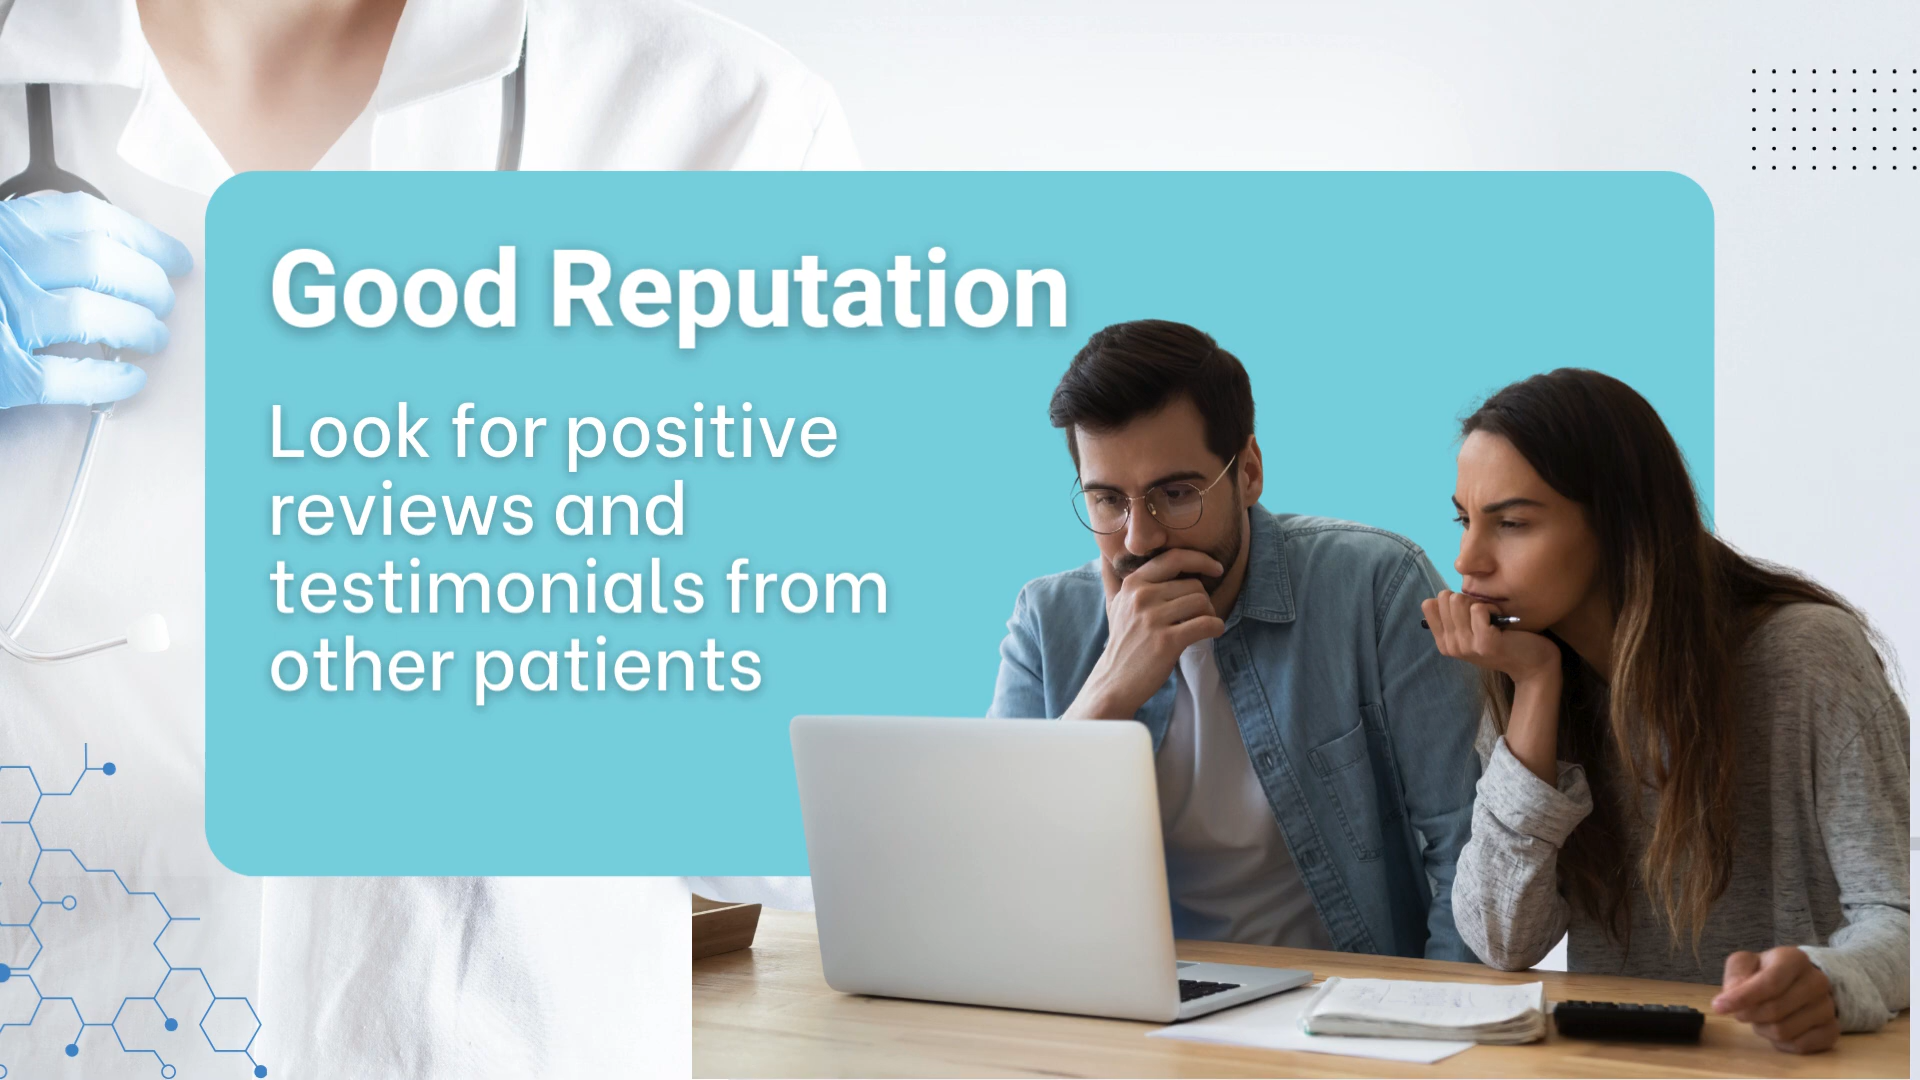 Good Reputation
Look for positive
reviews and
testimonials from
other patients